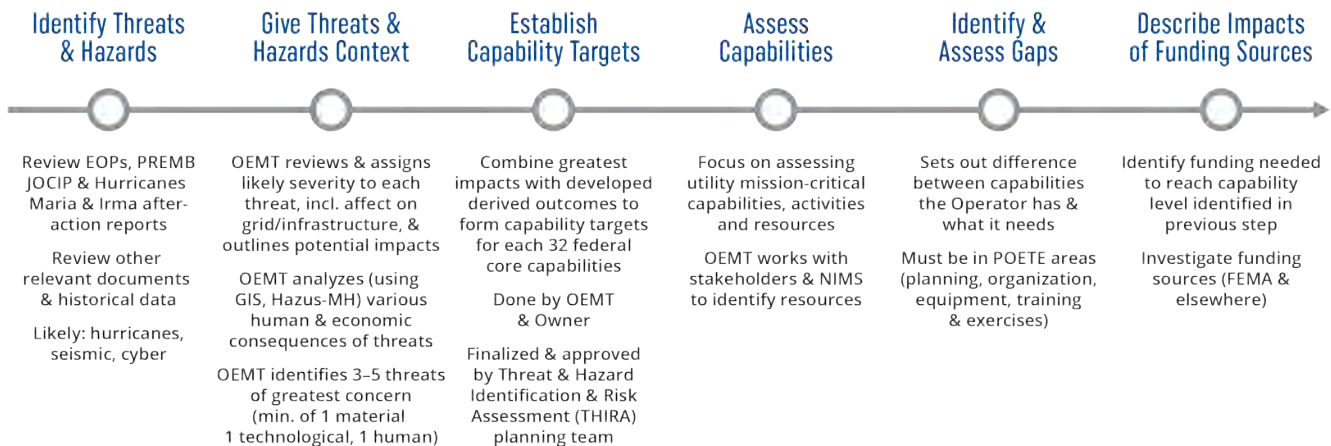 Identify Threats
& Hazards
Review EOPs, PREMB
JOCIP & Hurricanes
Maria & Irma after-
action reports
Review other
relevant documents
& historical data
Likely: hurricanes,
seismic, cyber
Give Threats &
Hazards Context
OEMT reviews & assigns
likely severity to each
threat, incl. affect on
grid/infrastructure, &
outlines potential impacts
OEMT analyzes (using
GIS, Hazus-MH) various
human & economic
consequences of threats
OEMT identifies 3–5 threats
of greatest concern
(min. of 1 material
1 technological, 1 human)
Establish
Capability Targets
Combine greatest
impacts with developed
derived outcomes to
form capability targets
for each 32 federal
core capabilities
Done by OEMT
& Owner
Finalized & approved
by Threat & Hazard
Identification & Risk
Assessment (THIRA)
planning team
Assess
Capabilities
Focus on assessing
utility mission-critical
capabilities, activities
and resources
OEMT works with
stakeholders & NIMS
to identify resources
Identify &
Assess Gaps
Sets out difference
between capabilities
the Operator has &
what it needs
Must be in POETE areas
(planning, organization,
equipment, training
& exercises)
Describe Impacts
of Funding Sources
Identify funding needed
to reach capability
level identified in
previous step
Investigate funding
sources (FEMA &
elsewhere)